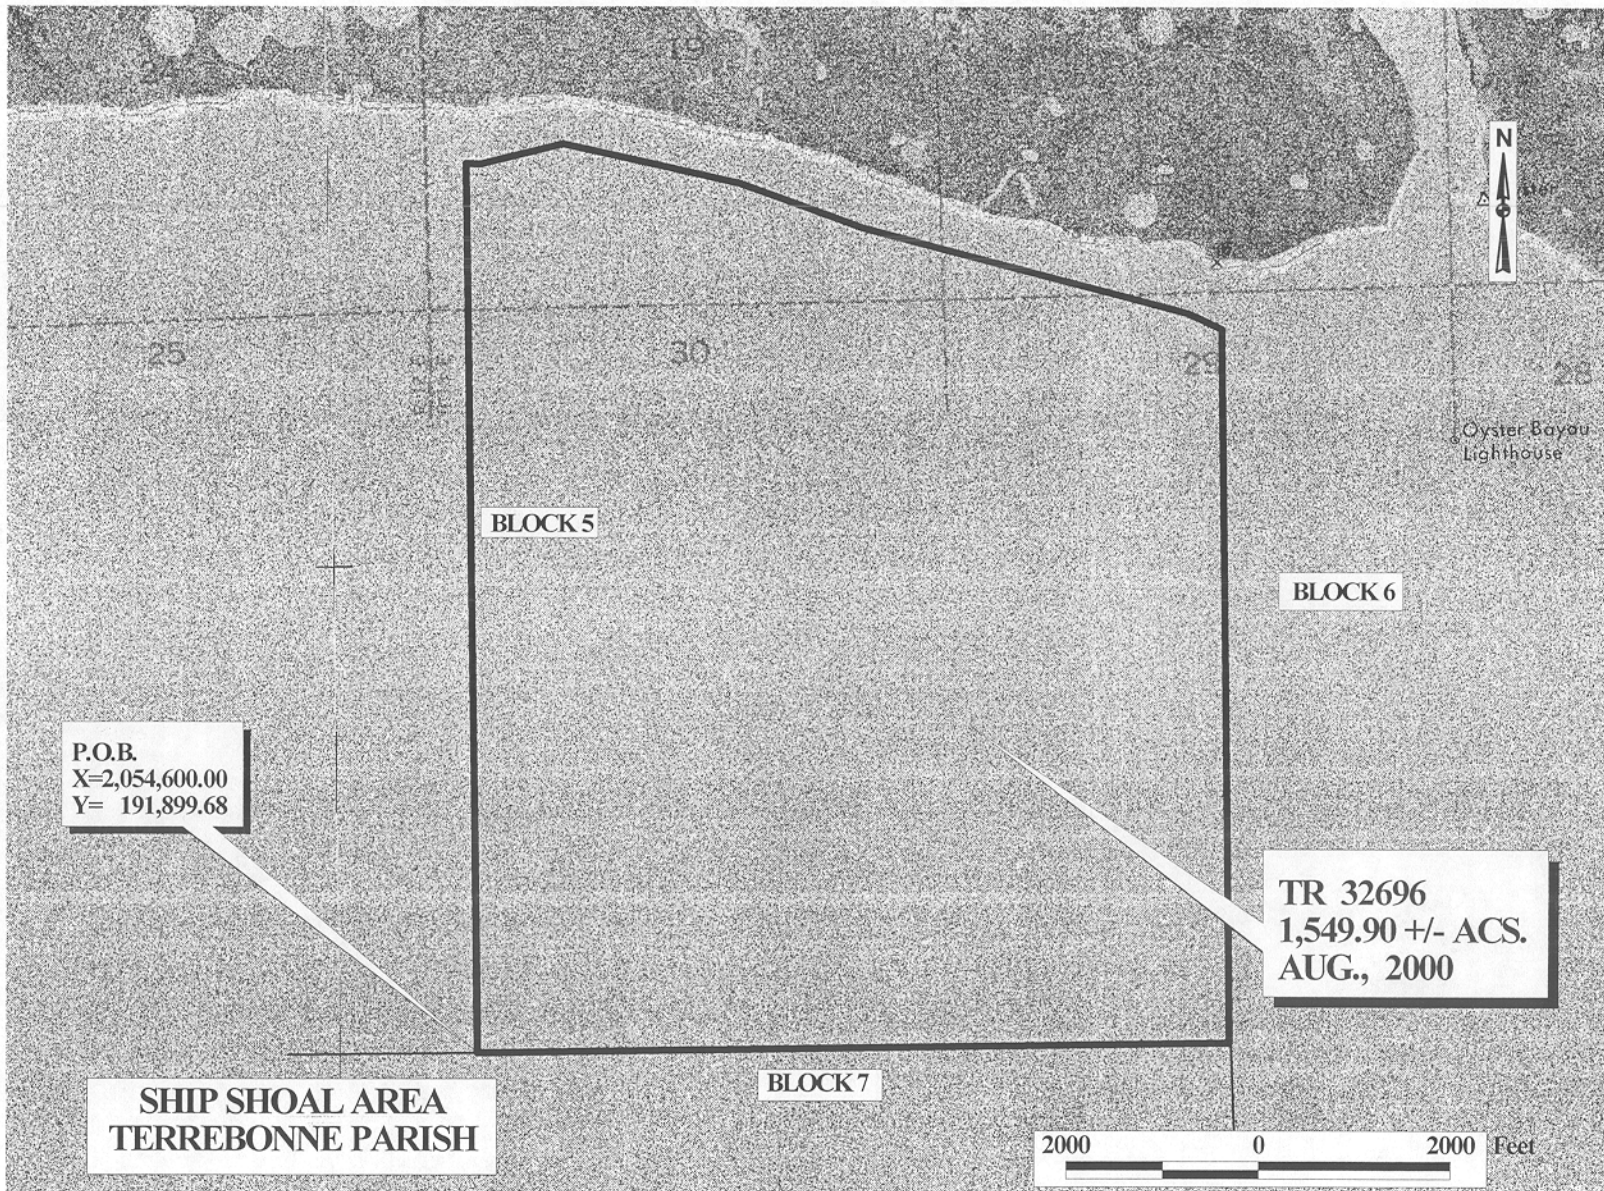 24
19
N
25
30
29
28
Oyster Bayou
Lighthouse
BLOCK 5
BLOCK 6
P.O.B.
X=2,054,600.00
Y= 191,899.68
TR 32696
1,549.90 +/- ACS.
AUG., 2000
BLOCK 7
SHIP SHOAL AREA
TERREBONNE PARISH
2000 0 2000 Feet